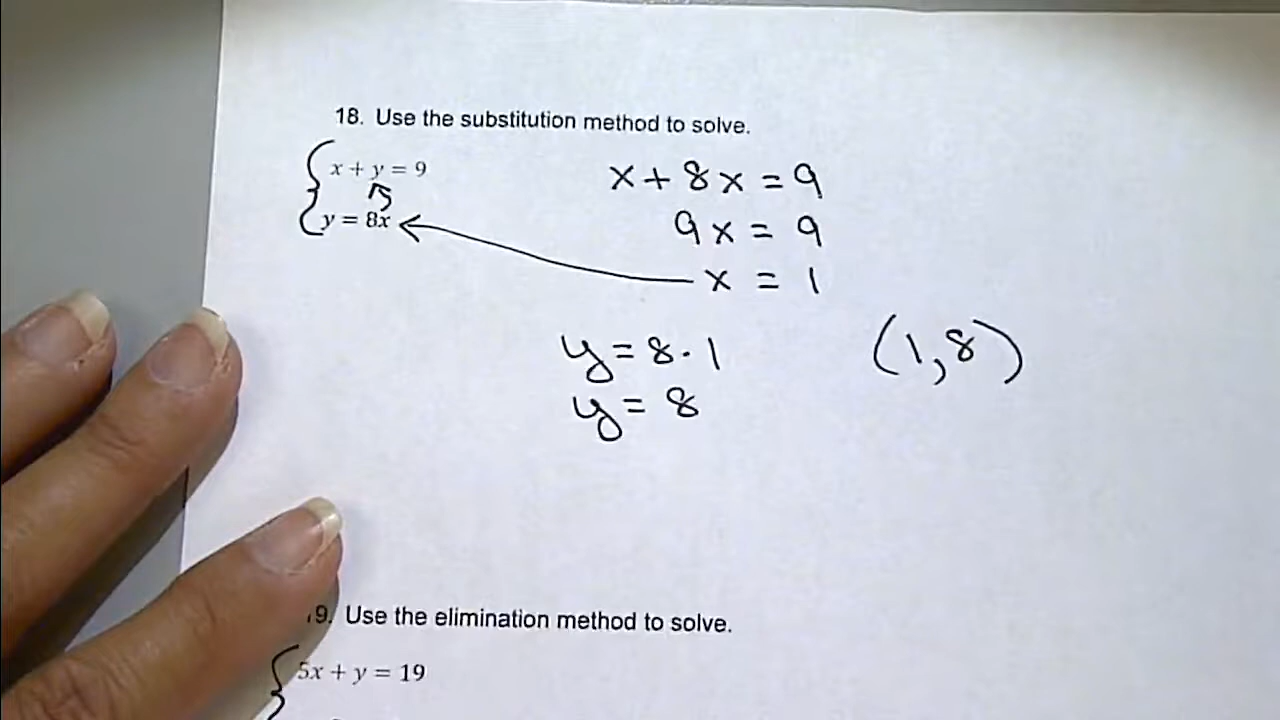 18. Use the substitution method to solve.
x + y = 9
y = 8x
x + 8x = 9
9x = 9
x = 1
y = 8 · 1
y = 8
(1, 8)
9. Use the elimination method to solve.
5x + y = 19